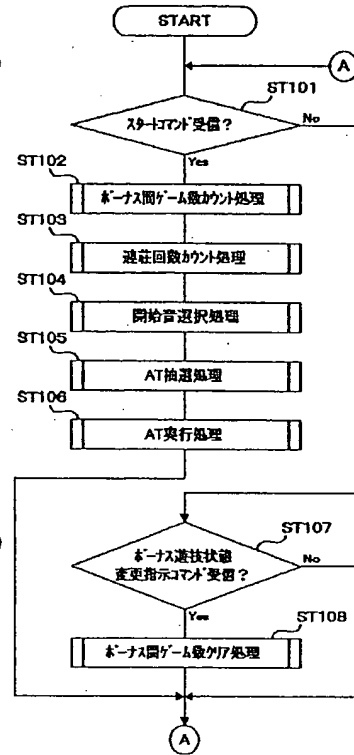 START
A
ST101
スタートコマンド受信?
No
Yes
ST102
ボーナス間ゲーム数カウント処理
ST103
連荘回数カウント処理
ST104
開始音選択処理
ST105
AT抽選処理
ST106
AT実行処理
ST107
ボーナス遊技状態
変更指示コマンド受信?
No
Yes
ST108
ボーナス間ゲーム数クリア処理
A